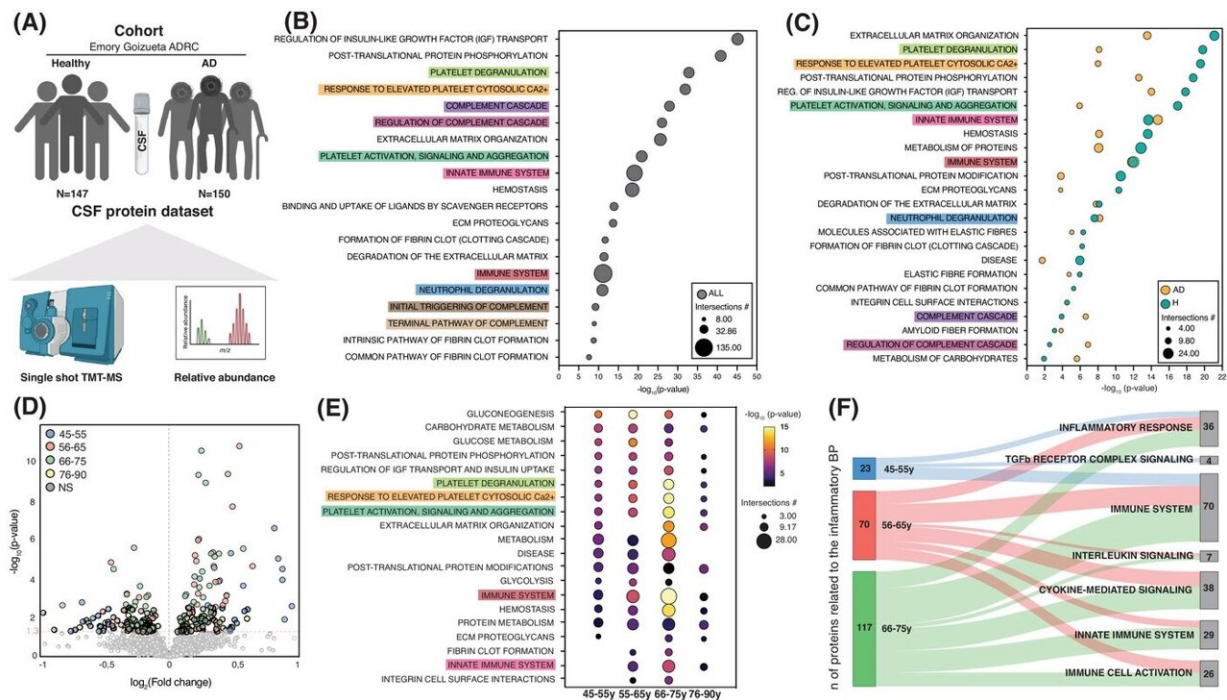 (A)
Cohort
Emory Goizueta ADRC
Healthy
AD
CSF
N=147
N=150
CSF protein dataset
Relative abundance
m/z
Single shot TMT-MS
Relative abundance
(B)
REGULATION OF INSULIN-LIKE GROWTH FACTOR (IGF) TRANSPORT
POST-TRANSLATIONAL PROTEIN PHOSPHORYLATION
PLATELET DEGRANULATION
RESPONSE TO ELEVATED PLATELET CYTOSOLIC CA2+
COMPLEMENT CASCADE
REGULATION OF COMPLEMENT CASCADE
EXTRACELLULAR MATRIX ORGANIZATION
PLATELET ACTIVATION, SIGNALING AND AGGREGATION
INNATE IMMUNE SYSTEM
HEMOSTASIS
BINDING AND UPTAKE OF LIGANDS BY SCAVENGER RECEPTORS
ECM PROTEOGLYCANS
FORMATION OF FIBRIN CLOT (CLOTTING CASCADE)
DEGRADATION OF THE EXTRACELLULAR MATRIX
IMMUNE SYSTEM
NEUTROPHIL DEGRANULATION
INITIAL TRIGGERING OF COMPLEMENT
TERMINAL PATHWAY OF COMPLEMENT
INTRINSIC PATHWAY OF FIBRIN CLOT FORMATION
COMMON PATHWAY OF FIBRIN CLOT FORMATION
ALL
Intersections #
8.00
32.86
135.00
0 5 10 15 20 25 30 35 40 45 50
-log10(p-value)
(C)
EXTRACELLULAR MATRIX ORGANIZATION
PLATELET DEGRANULATION
RESPONSE TO ELEVATED PLATELET CYTOSOLIC CA2+
POST-TRANSLATIONAL PROTEIN PHOSPHORYLATION
REG. OF INSULIN-LIKE GROWTH FACTOR (IGF) TRANSPORT
PLATELET ACTIVATION, SIGNALING AND AGGREGATION
INNATE IMMUNE SYSTEM
HEMOSTASIS
METABOLISM OF PROTEINS
IMMUNE SYSTEM
POST-TRANSLATIONAL PROTEIN MODIFICATION
ECM PROTEOGLYCANS
DEGRADATION OF THE EXTRACELLULAR MATRIX
NEUTROPHIL DEGRANULATION
MOLECULES ASSOCIATED WITH ELASTIC FIBRES
FORMATION OF FIBRIN CLOT (CLOTTING CASCADE)
DISEASE
ELASTIC FIBRE FORMATION
COMMON PATHWAY OF FIBRIN CLOT FORMATION
INTEGRIN CELL SURFACE INTERACTIONS
COMPLEMENT CASCADE
AMYLOID FIBER FORMATION
REGULATION OF COMPLEMENT CASCADE
METABOLISM OF CARBOHYDRATES
AD
H
Intersections #
4.00
9.80
24.00
0 2 4 6 8 10 12 14 16 18 20 22
-log10 (p-value)
(D)
45-55
56-65
66-75
76-90
NS
10
8
6
4
2
1.3
0
-log10(p-value)
-1 -0.5 0 0.5 1
log2(Fold change)
(E)
GLUCONEOGENESIS
CARBOHYDRATE METABOLISM
GLUCOSE METABOLISM
POST-TRANSLATIONAL PROTEIN PHOSPHORYLATION
REGULATION OF IGF TRANSPORT AND INSULIN UPTAKE
PLATELET DEGRANULATION
RESPONSE TO ELEVATED PLATELET CYTOSOLIC Ca2+
PLATELET ACTIVATION, SIGNALING AND AGGREGATION
EXTRACELLULAR MATRIX ORGANIZATION
METABOLISM
DISEASE
POST-TRANSLATIONAL PROTEIN MODIFICATIONS
GLYCOLYSIS
IMMUNE SYSTEM
HEMOSTASIS
PROTEIN METABOLISM
ECM PROTEOGLYCANS
FIBRIN CLOT FORMATION
INNATE IMMUNE SYSTEM
INTEGRIN CELL SURFACE INTERACTIONS
45-55y 55-65y 66-75y 76-90y
-log10 (p-value)
15
10
5
Intersections #
3.00
9.17
28.00
(F)
n of proteins related to the infiammatory BP
23 45-55y
70 56-65y
117 66-75y
INFLAMMATORY RESPONSE 36
TGFb RECEPTOR COMPLEX SIGNALING 4
IMMUNE SYSTEM 70
INTERLEUKIN SIGNALING 7
CYOKINE-MEDIATED SIGNALING 38
INNATE IMMUNE SYSTEM 29
IMMUNE CELL ACTIVATION 26